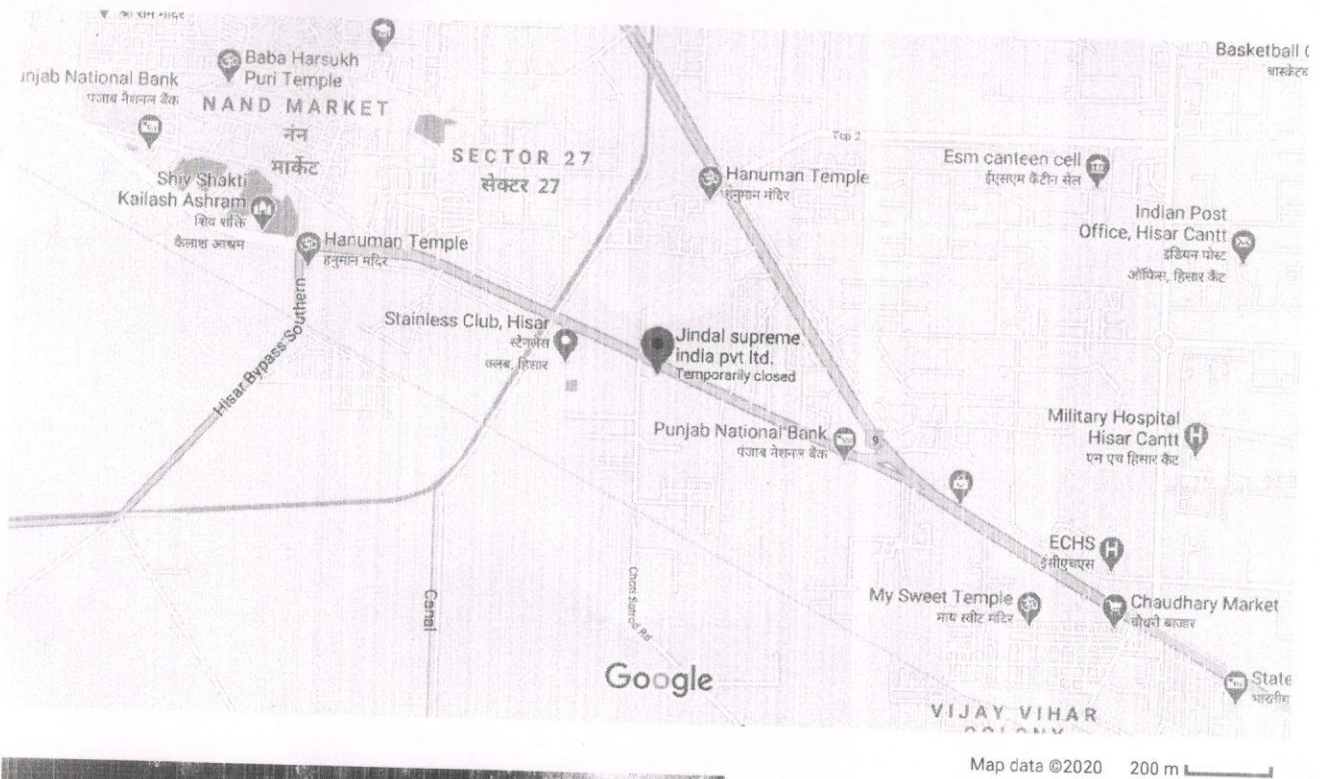 Baba Harsukh
Puri Temple
unjab National Bank
पंजाब नैशनल बैंक
NAND MARKET
नंन
मार्केट
SECTOR 27
सेक्टर 27
Basketball
Esm canteen cell
ईएसएम कैंटीन सेल
Hanuman Temple
हनुमान मंदिर
Shiv Shakti
Kailash Ashram
शिव शक्ति
कैलाश आश्रम
Indian Post
Office, Hisar Cantt
इंडियन पोस्ट
ऑफिस, हिसार कैंट
Hanuman Temple
हनुमान मंदिर
Hisar Bypass Southern
Stainless Club, Hisar
स्टेनलेस
क्लब, हिसार
Jindal supreme
india pvt ltd.
Temporarily closed
Punjab National Bank
पंजाब नैशनल बैंक
9
Military Hospital
Hisar Cantt
एम एच हिसार कैंट
ECHS
ईसीएचएस
Canal
My Sweet Temple
माय स्वीट मंदिर
Chaudhary Market
चौधरी बाजार
Google
State
VIJAY VIHAR
COLONY
Map data ©2020 200 m